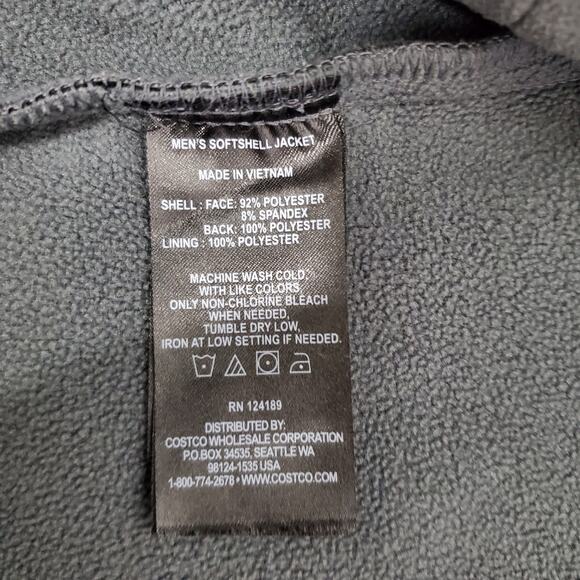 MEN'S SOFTSHELL JACKET
MADE IN VIETNAM
SHELL : FACE: 92% POLYESTER
8% SPANDEX
BACK: 100% POLYESTER
LINING : 100% POLYESTER
MACHINE WASH COLD,
WITH LIKE COLORS,
ONLY NON-CHLORINE BLEACH
WHEN NEEDED,
TUMBLE DRY LOW,
IRON AT LOW SETTING IF NEEDED.
RN 124189
DISTRIBUTED BY:
COSTCO WHOLESALE CORPORATION
P.O.BOX 34535, SEATTLE WA
98124-1535 USA
1-800-774-2678 • WWW.COSTCO.COM